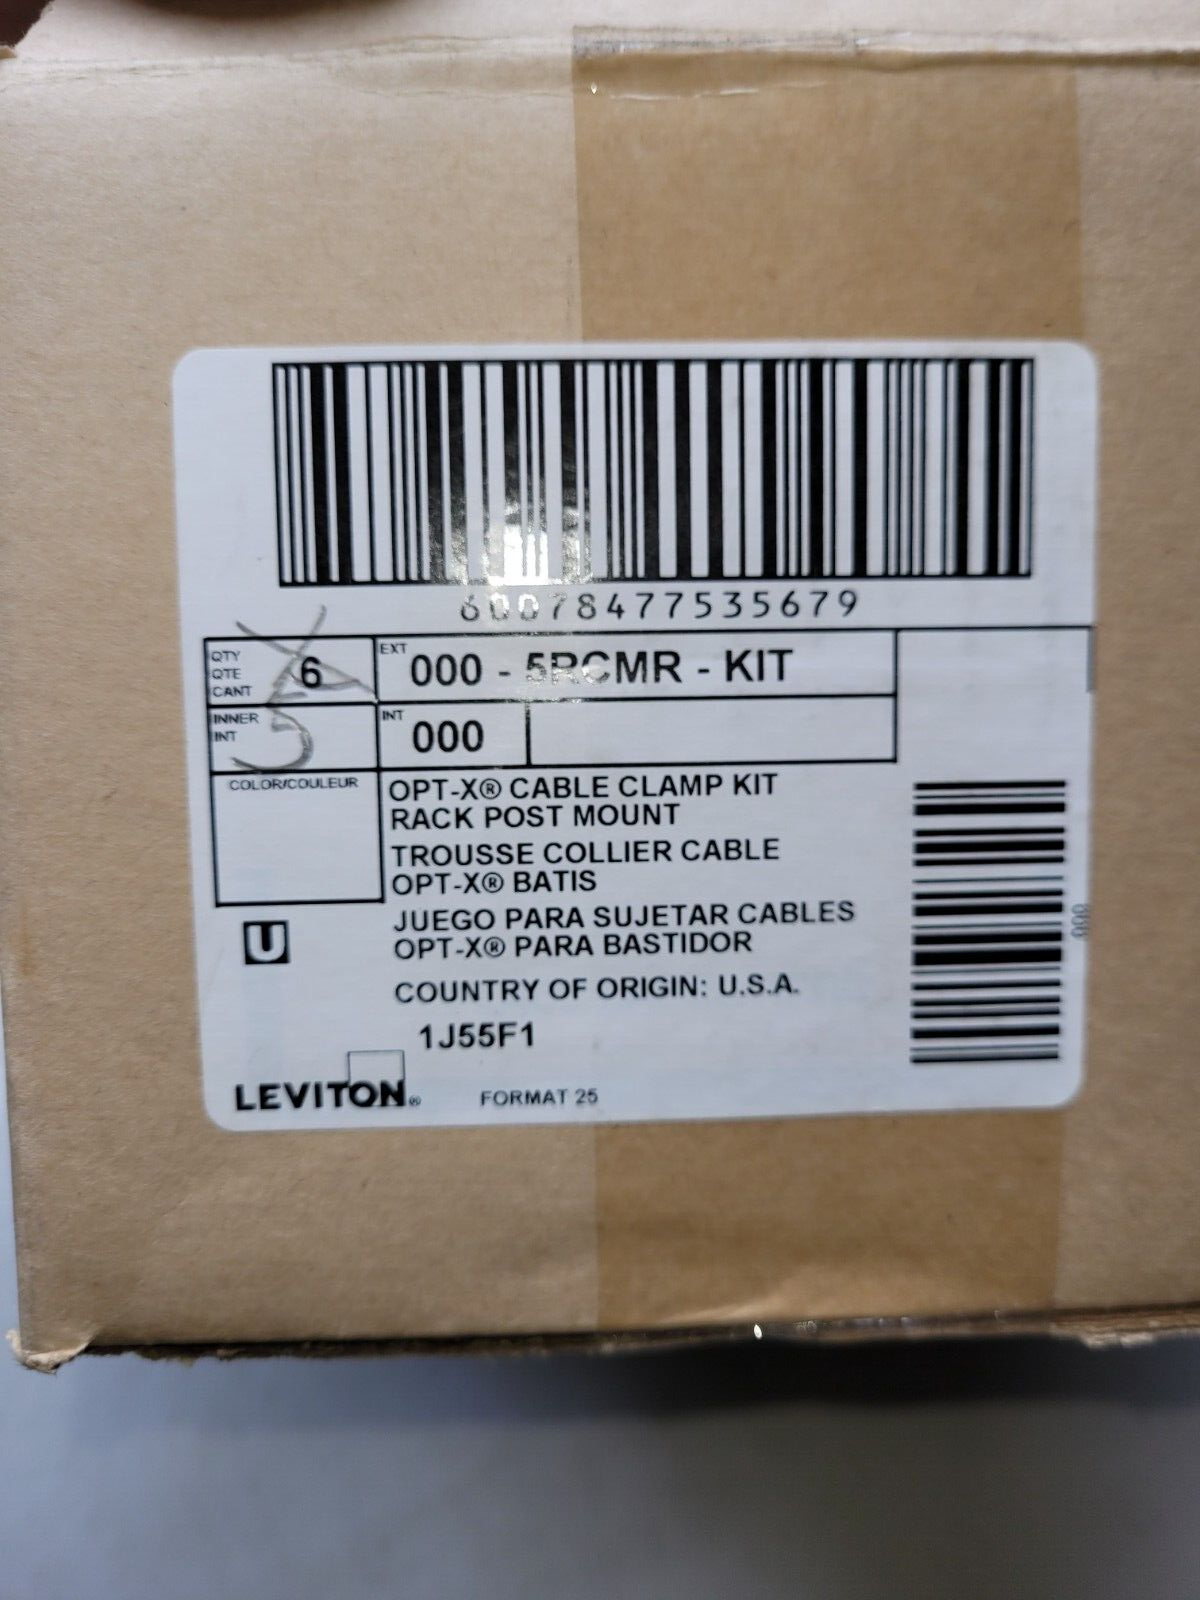 60078477535679
QTY
QTE
CANT
6
5
EXT
000 - 5RCMR - KIT
INNER
INT
INT
000
COLOR/COULEUR
OPT-X® CABLE CLAMP KIT
RACK POST MOUNT
TROUSSE COLLIER CABLE
OPT-X® BATIS
JUEGO PARA SUJETAR CABLES
OPT-X® PARA BASTIDOR
COUNTRY OF ORIGIN: U.S.A.
1J55F1
U
000
LEVITON®
FORMAT 25